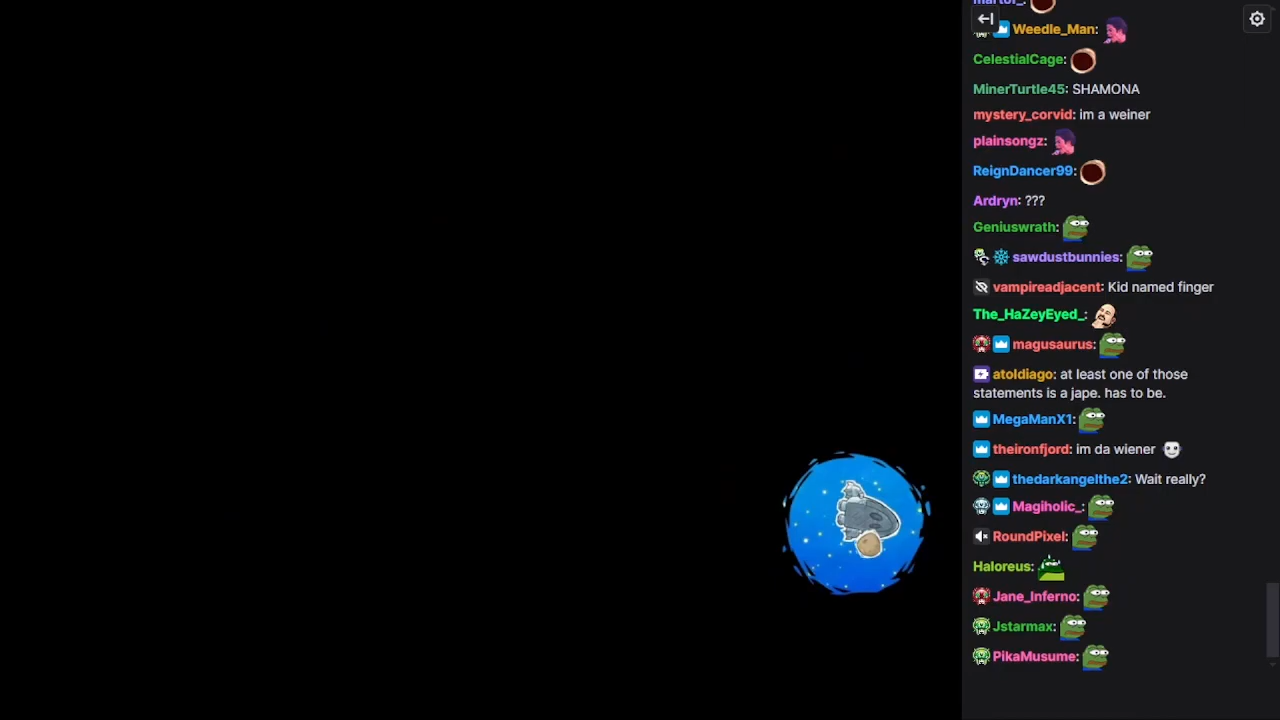 martor_:
Weedle_Man:
CelestialCage:
MinerTurtle45: SHAMONA
mystery_corvid: im a weiner
plainsongz:
ReignDancer99:
Ardryn: ???
Geniuswrath:
sawdustbunnies:
vampireadjacent: Kid named finger
The_HaZeyEyed_:
magusaurus:
atoldiago: at least one of those
statements is a jape. has to be.
MegaManX1:
theironfjord: im da wiener
thedarkangelthe2: Wait really?
Magiholic_:
RoundPixel:
Haloreus:
Jane_Inferno:
Jstarmax:
PikaMusume: